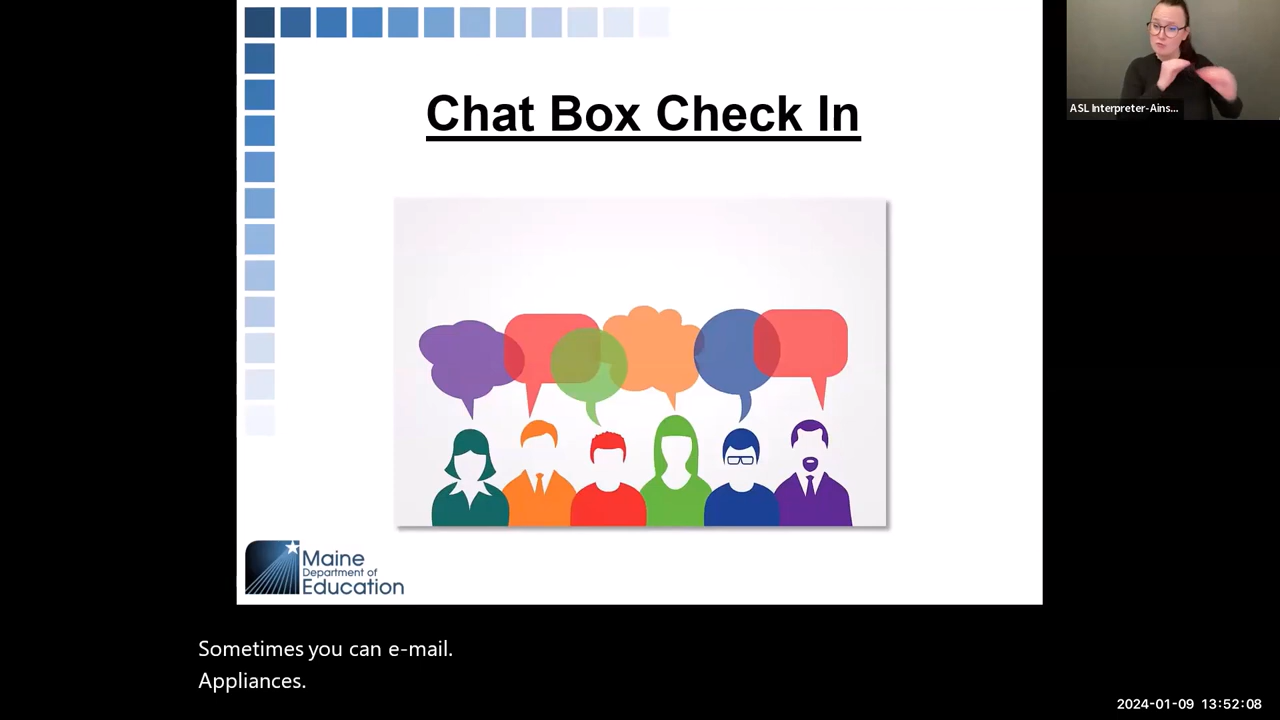 Chat Box Check In
ASL Interpreter-Ains...
Maine
Department of
Education
Sometimes you can e-mail.
Appliances.
2024-01-09 13:52:08